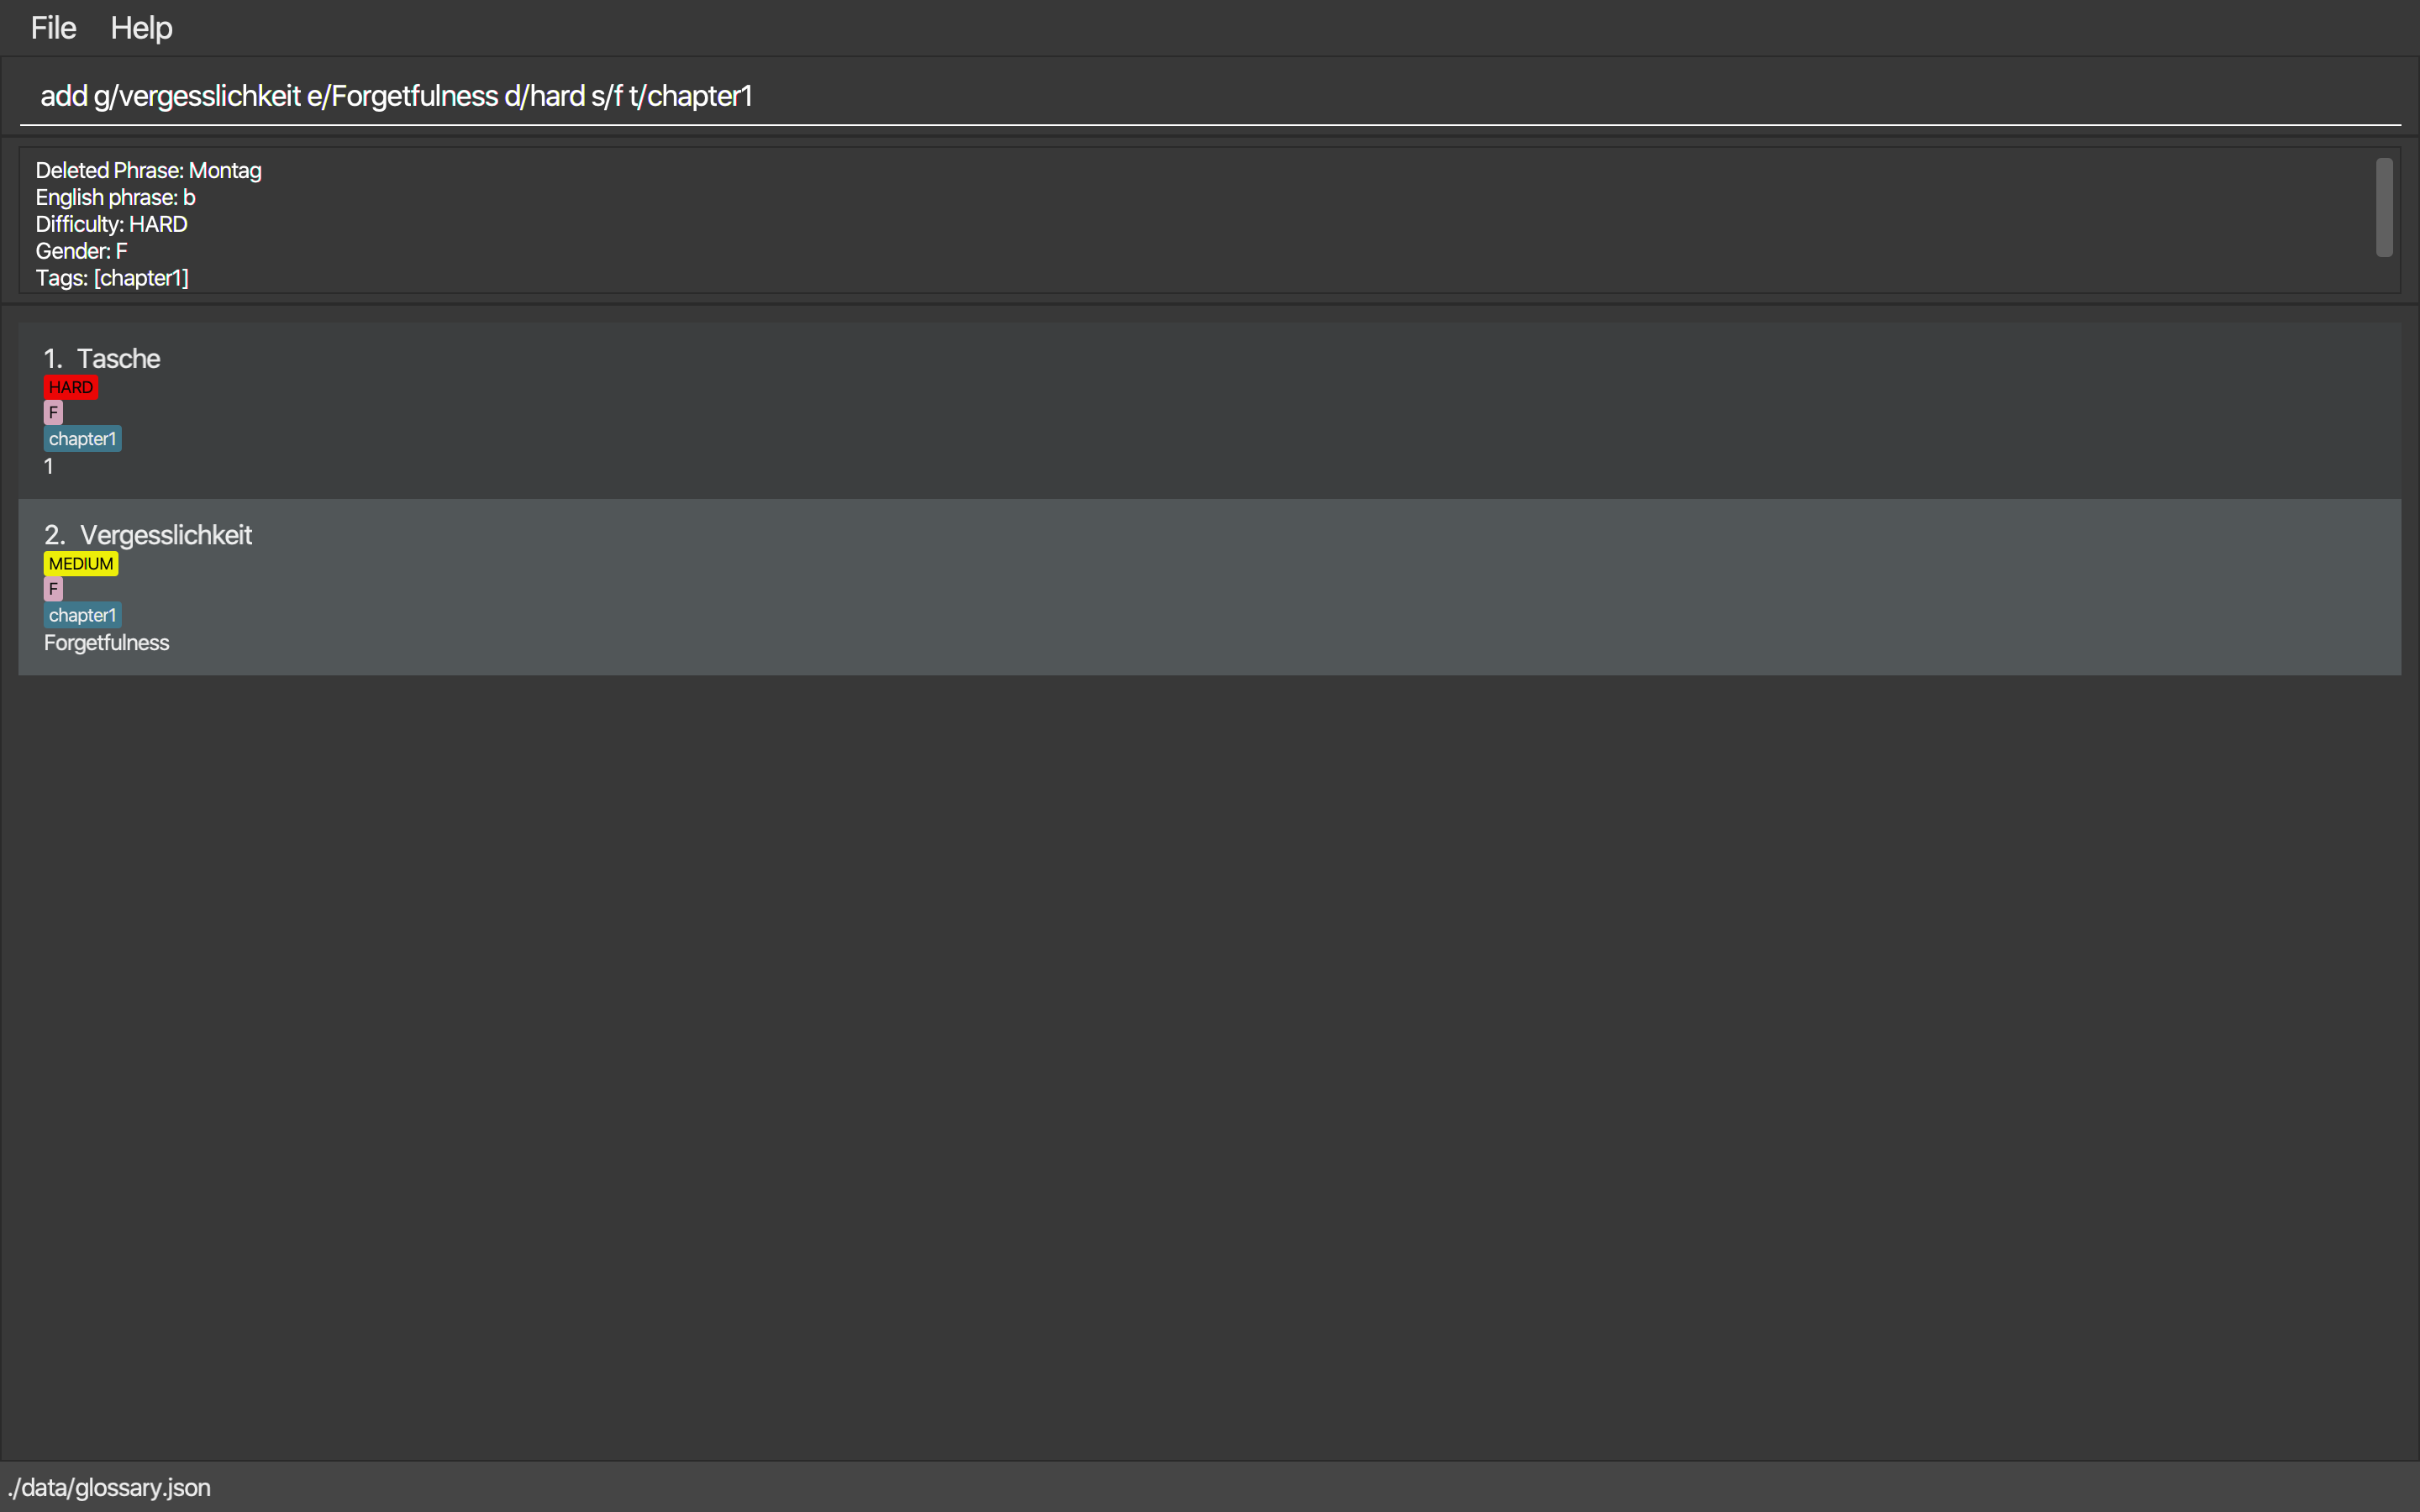 File Help
add g/vergesslichkeit e/Forgetfulness d/hard s/f t/chapter1
Deleted Phrase: Montag
English phrase: b
Difficulty: HARD
Gender: F
Tags: [chapter1]
1. Tasche
HARD
F
chapter1
1
2. Vergesslichkeit
MEDIUM
F
chapter1
Forgetfulness
./data/glossary.json